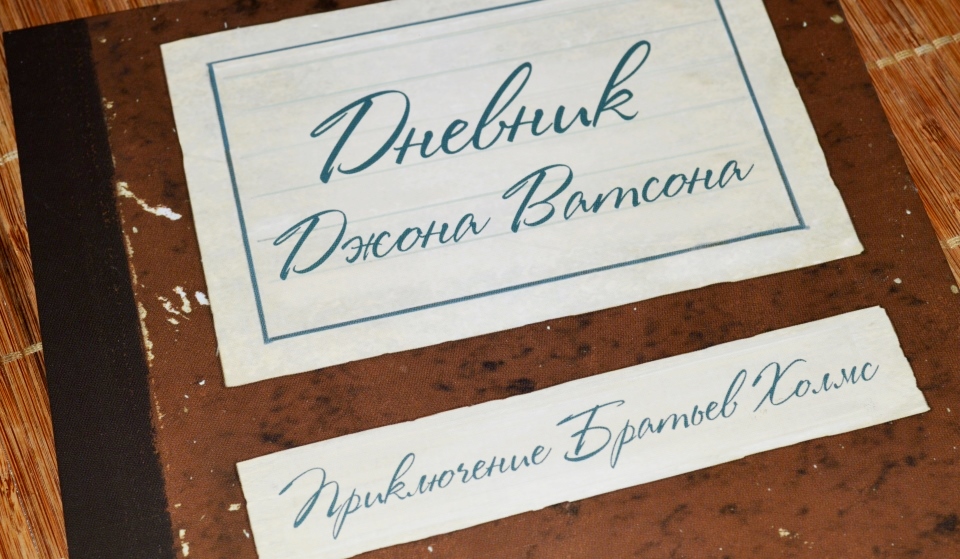 Дневник
Джона Ватсона
Приключение Братьев Холмс